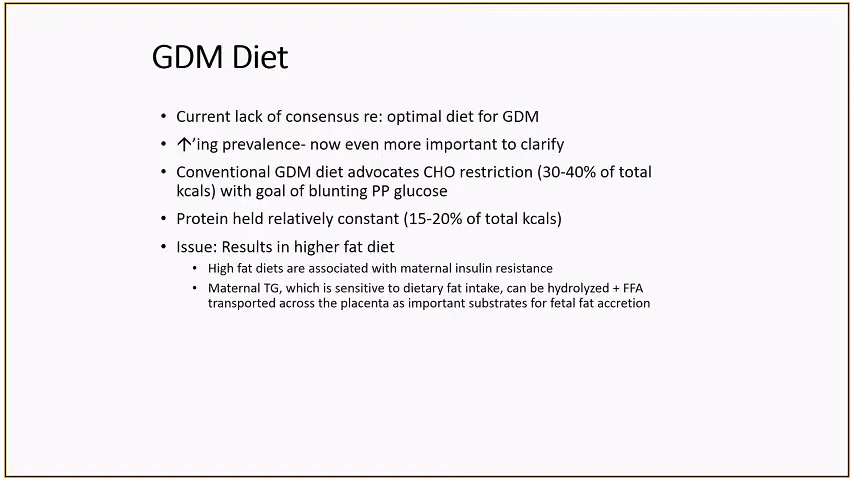 GDM Diet
• Current lack of consensus re: optimal diet for GDM
• ↑'ing prevalence- now even more important to clarify
• Conventional GDM diet advocates CHO restriction (30-40% of total
kcals) with goal of blunting PP glucose
• Protein held relatively constant (15-20% of total kcals)
• Issue: Results in higher fat diet
• High fat diets are associated with maternal insulin resistance
• Maternal TG, which is sensitive to dietary fat intake, can be hydrolyzed + FFA
transported across the placenta as important substrates for fetal fat accretion